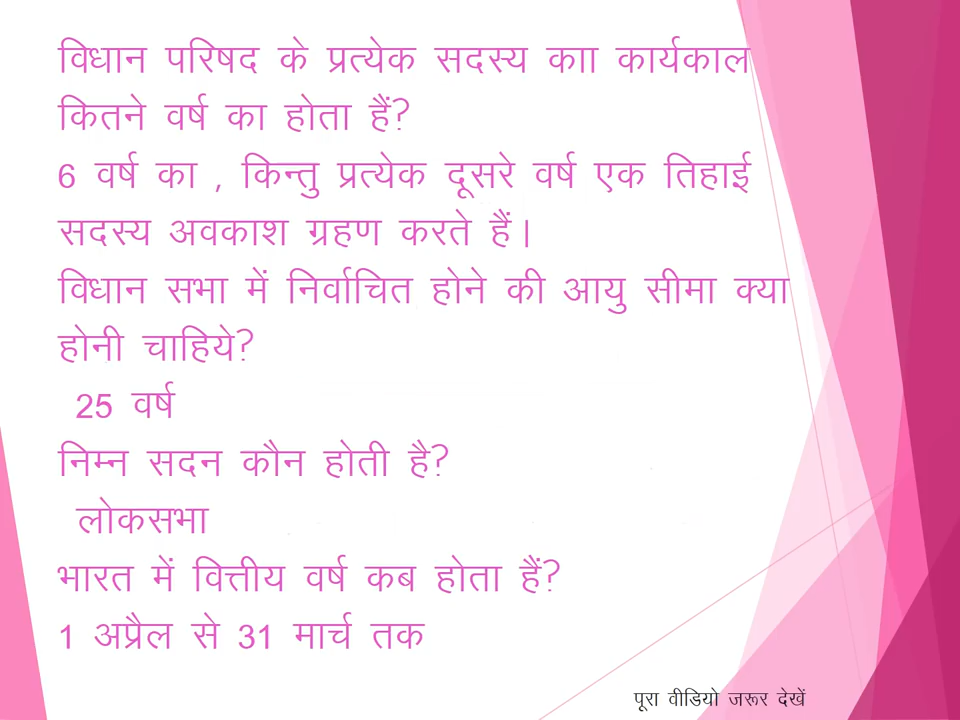 विधान परिषद के प्रत्येक सदस्य काा कार्यकाल
कितने वर्ष का होता हैं?
6 वर्ष का , किन्तु प्रत्येक दूसरे वर्ष एक तिहाई
सदस्य अवकाश ग्रहण करते हैं।
विधान सभा में निर्वाचित होने की आयु सीमा क्या
होनी चाहिये?
25 वर्ष
निम्न सदन कौन होती है?
लोकसभा
भारत में वित्तीय वर्ष कब होता हैं?
1 अप्रैल से 31 मार्च तक
पूरा वीडियो जरूर देखें